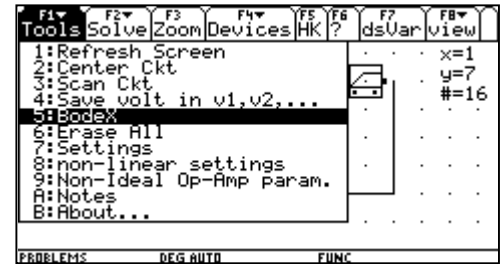 F1▼ F2▼ F3 F4▼ F5 F6 F7 F8▼
Tools Solve Zoom Devices HK ? dsVar view
1:Refresh Screen
2:Center Ckt
3:Scan Ckt
4:Save volt in v1,v2,...
5:BodeX
6:Erase All
7:Settings
8:non-linear settings
9:Non-Ideal Op-Amp param.
A:Notes
B:About...
x=1
y=7
#=16
PROBLEMS DEG AUTO FUNC